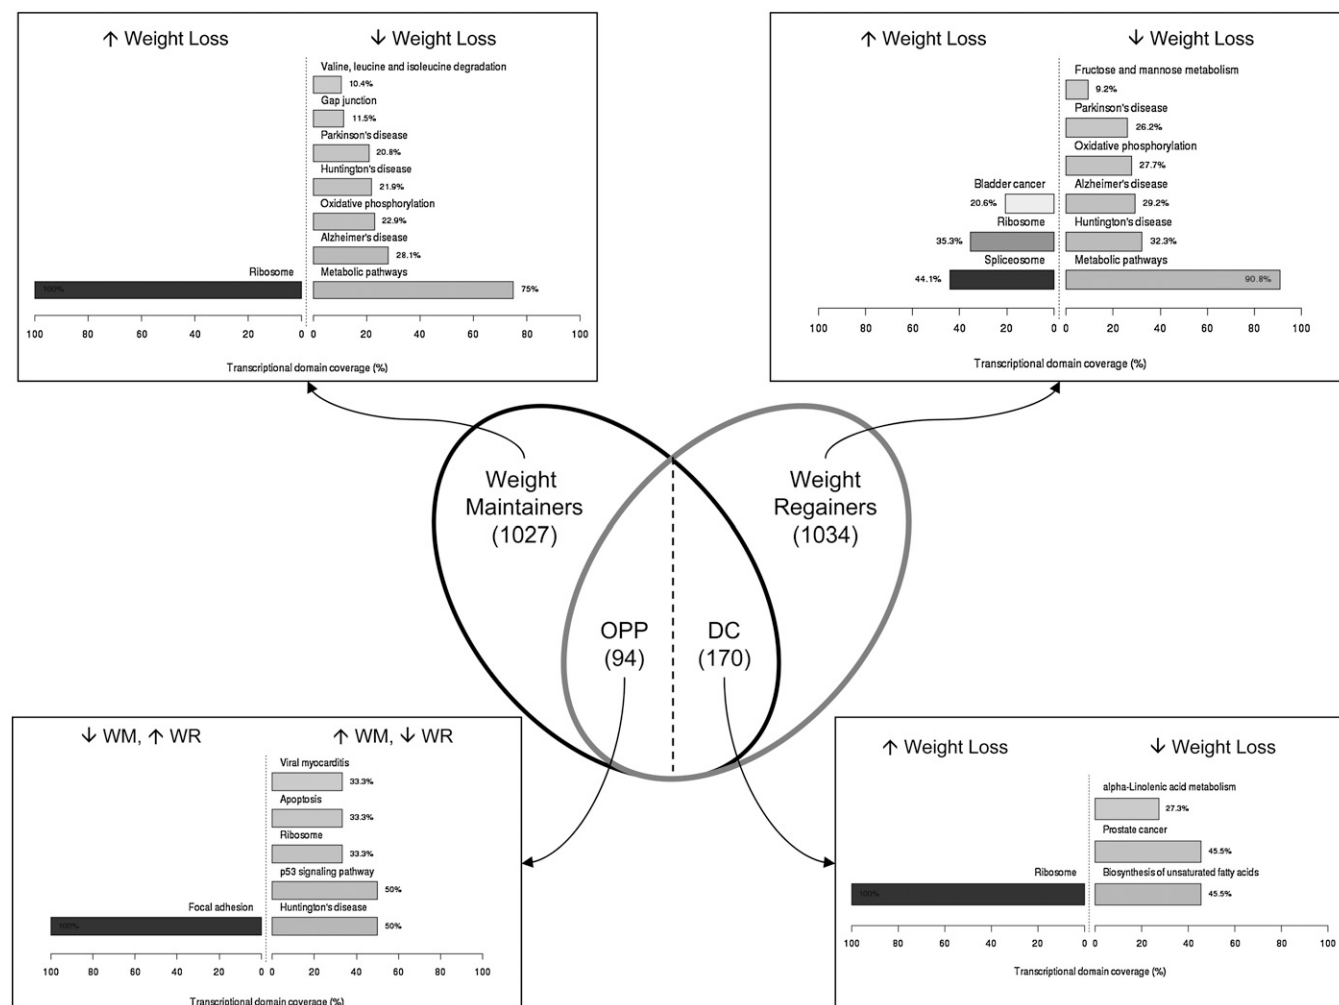 ↑ Weight Loss
↓ Weight Loss
Valine, leucine and isoleucine degradation
10.4%
Gap junction
11.5%
Parkinson's disease
20.8%
Huntington's disease
21.9%
Oxidative phosphorylation
22.9%
Alzheimer's disease
28.1%
Ribosome
Metabolic pathways
100%
75%
100 80 60 40 20 0 0 20 40 60 80 100
Transcriptional domain coverage (%)
↑ Weight Loss
↓ Weight Loss
Fructose and mannose metabolism
9.2%
Parkinson's disease
26.2%
Oxidative phosphorylation
27.7%
Bladder cancer
Alzheimer's disease
20.6%
29.2%
Ribosome
Huntington's disease
35.3%
32.3%
Spliceosome
Metabolic pathways
44.1%
90.8%
100 80 60 40 20 0 0 20 40 60 80 100
Transcriptional domain coverage (%)
Weight
Maintainers
(1027)
Weight
Regainers
(1034)
OPP
(94)
DC
(170)
↓ WM, ↑ WR
↑ WM, ↓ WR
Viral myocarditis
33.3%
Apoptosis
33.3%
Ribosome
33.3%
p53 signaling pathway
50%
Focal adhesion
Huntington's disease
100%
50%
100 80 60 40 20 0 0 20 40 60 80 100
Transcriptional domain coverage (%)
↑ Weight Loss
↓ Weight Loss
alpha-Linolenic acid metabolism
27.3%
Prostate cancer
45.5%
Ribosome
Biosynthesis of unsaturated fatty acids
100%
45.5%
100 80 60 40 20 0 0 20 40 60 80 100
Transcriptional domain coverage (%)